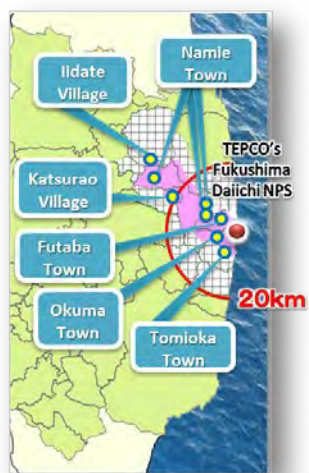 Iidate
Village
Namie
Town
TEPCO's
Fukushima
Daiichi NPS
Katsurao
Village
Futaba
Town
Okuma
Town
20km
Tomioka
Town